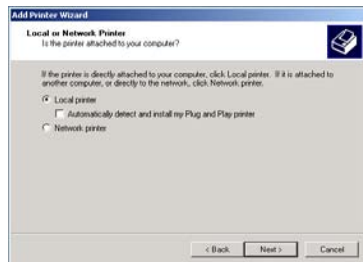 Add Printer Wizard
Local or Network Printer
Is the printer attached to your computer?
If the printer is directly attached to your computer, click Local printer. If it is attached to
another computer, or directly to the network, click Network printer.
Local printer
Automatically detect and install my Plug and Play printer
Network printer
< Back
Next >
Cancel